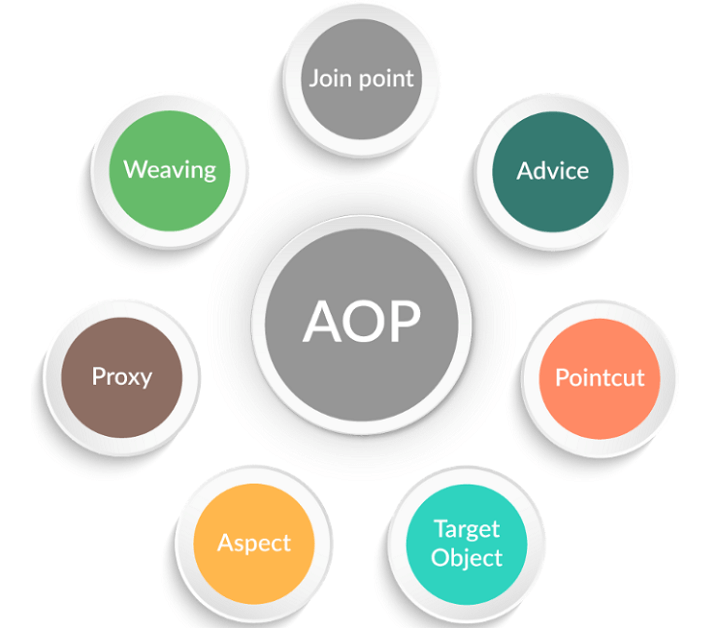 Join point
Weaving
Advice
AOP
Proxy
Pointcut
Aspect
Target
Object